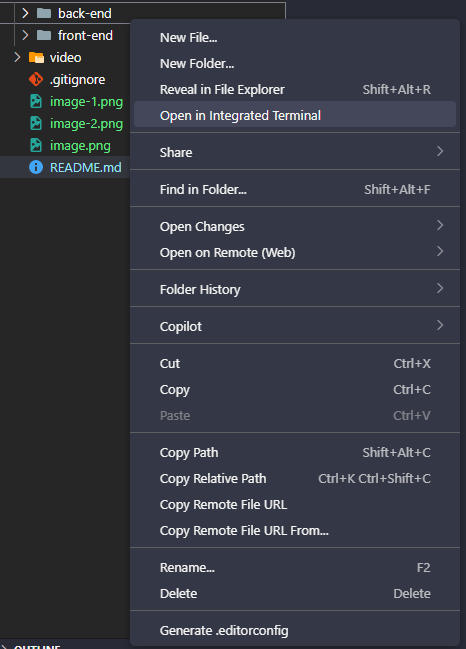 back-end
front-end
video
.gitignore
image-1.png
image-2.png
image.png
README.md
New File...
New Folder...
Reveal in File Explorer Shift+Alt+R
Open in Integrated Terminal
Share
Find in Folder... Shift+Alt+F
Open Changes
Open on Remote (Web)
Folder History
Copilot
Cut Ctrl+X
Copy Ctrl+C
Paste Ctrl+V
Copy Path Shift+Alt+C
Copy Relative Path Ctrl+K Ctrl+Shift+C
Copy Remote File URL
Copy Remote File URL From...
Rename... F2
Delete Delete
Generate .editorconfig
OUTLINE